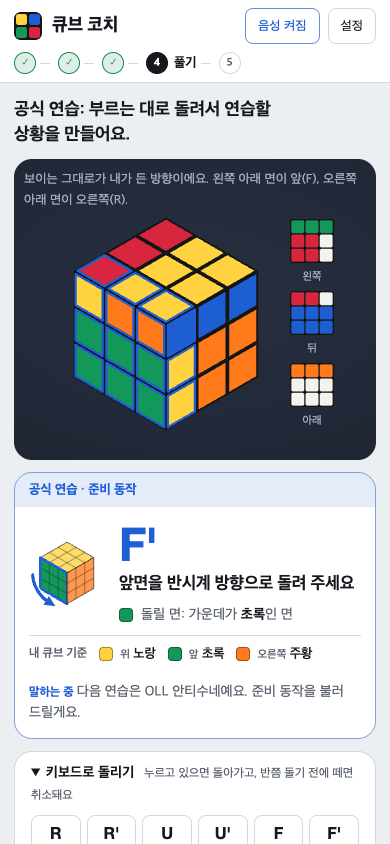 큐브 코치
음성 켜짐
설정
✓ ✓ ✓ 4 풀기 5
공식 연습: 부르는 대로 돌려서 연습할
상황을 만들어요.
보이는 그대로가 내가 든 방향이에요. 왼쪽 아래 면이 앞(F), 오른쪽
아래 면이 오른쪽(R).
왼쪽
뒤
아래
공식 연습 · 준비 동작
F'
앞면을 반시계 방향으로 돌려 주세요
돌릴 면: 가운데가 초록인 면
내 큐브 기준 위 노랑 앞 초록 오른쪽 주황
말하는 중 다음 연습은 OLL 안티수네예요. 준비 동작을 불러
드릴게요.
▼ 키보드로 돌리기 누르고 있으면 돌아가고, 반쯤 돌기 전에 떼면
취소돼요
R R' U U' F F'